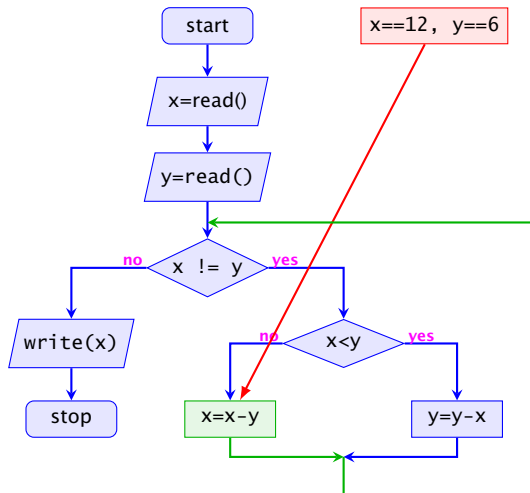 start
x==12, y==6
x=read()
y=read()
x != y
no
yes
write(x)
x<y
no
yes
stop
x=x-y
y=y-x